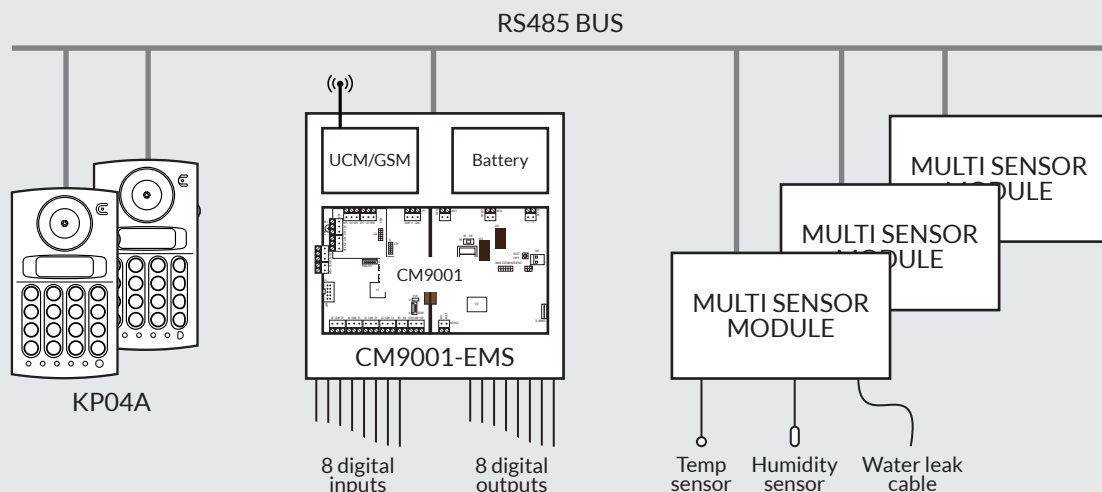 RS485 BUS
UCM/GSM
Battery
CM9001
CM9001-EMS
KP04A
8 digital
inputs
8 digital
outputs
MULTI SENSOR
MODULE
MULTI SENSOR
MODULE
MULTI SENSOR
MODULE
Temp
sensor
Humidity
sensor
Water leak
cable